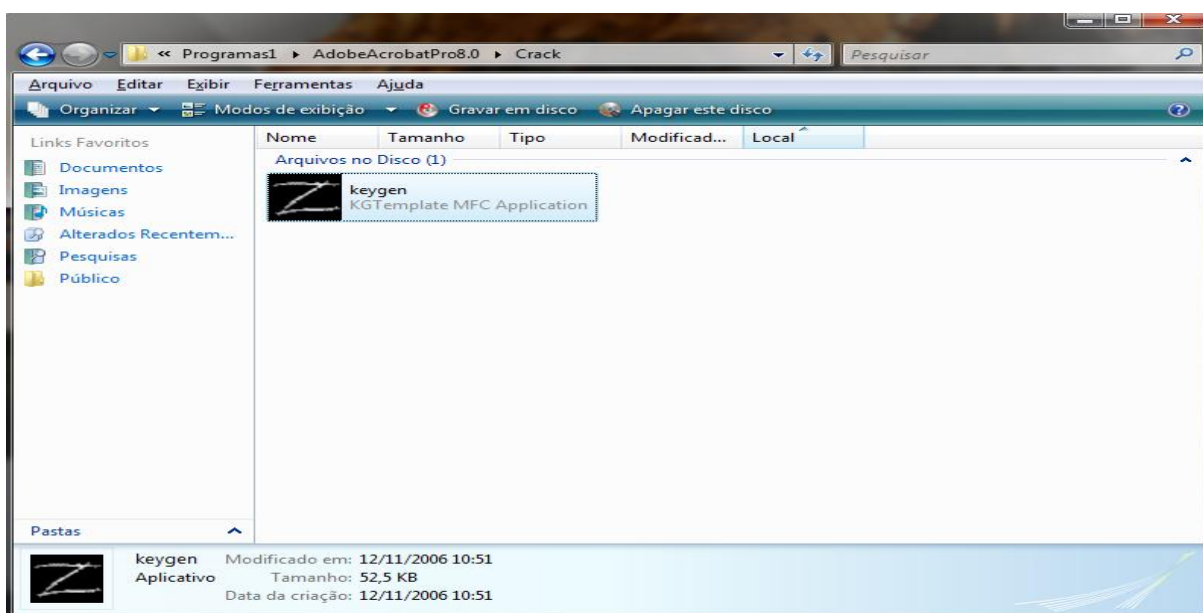 « Programas1 ▸ AdobeAcrobatPro8.0 ▸ Crack Pesquisar
Arquivo Editar Exibir Ferramentas Ajuda
Organizar Modos de exibição Gravar em disco Apagar este disco
Links Favoritos
Documentos
Imagens
Músicas
Alterados Recentem...
Pesquisas
Público
Nome Tamanho Tipo Modificad... Local
Arquivos no Disco (1)
keygen
KGTemplate MFC Application
Pastas
keygen Modificado em: 12/11/2006 10:51
Aplicativo Tamanho: 52,5 KB
Data da criação: 12/11/2006 10:51